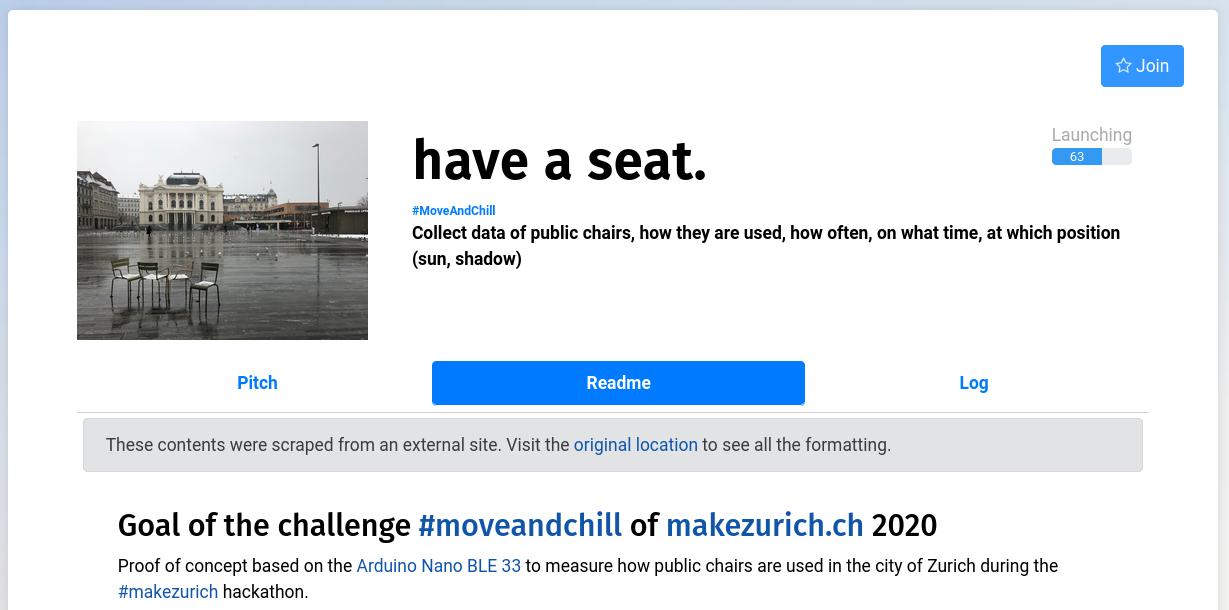 Join
have a seat.
Launching
63
#MoveAndChill
Collect data of public chairs, how they are used, how often, on what time, at which position
(sun, shadow)
Pitch
Readme
Log
These contents were scraped from an external site. Visit the original location to see all the formatting.
Goal of the challenge #moveandchill of makezurich.ch 2020
Proof of concept based on the Arduino Nano BLE 33 to measure how public chairs are used in the city of Zurich during the
#makezurich hackathon.